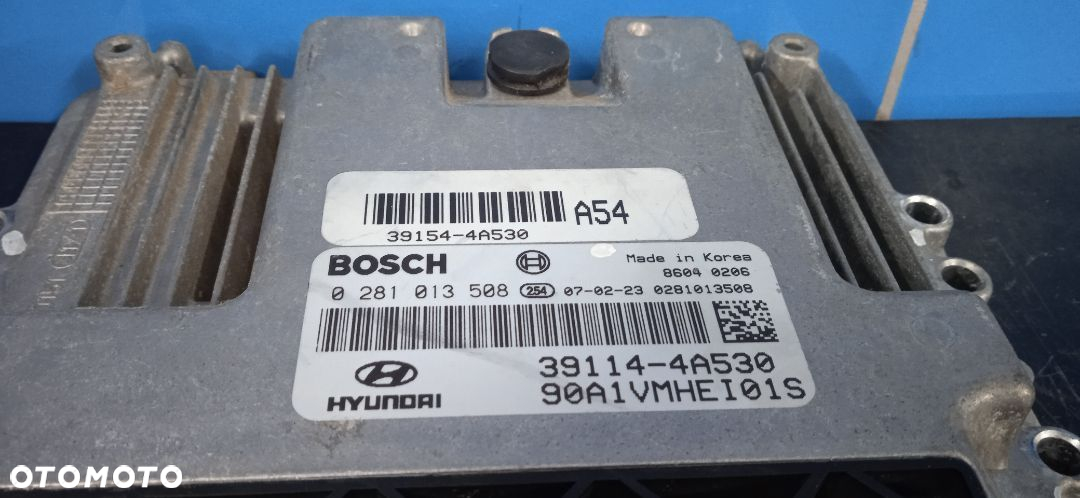 39154-4A530
A54
BOSCH
Made in Korea
8604 0206
0 281 013 508 254 07-02-23 0281013508
39114-4A530
HYUNDAI
90A1VMHEI01S
OTOMOTO